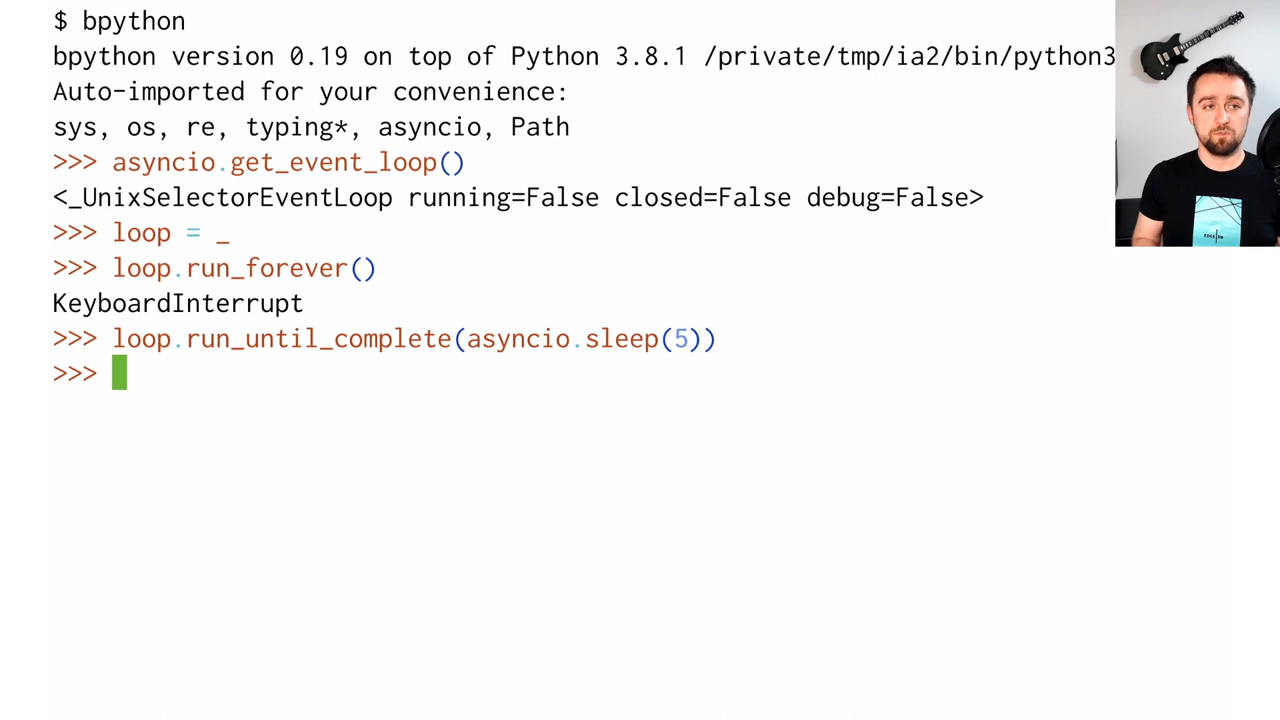 $ bpython
bpython version 0.19 on top of Python 3.8.1 /private/tmp/ia2/bin/python3
Auto-imported for your convenience:
sys, os, re, typing*, asyncio, Path
>>> asyncio.get_event_loop()
<_UnixSelectorEventLoop running=False closed=False debug=False>
>>> loop = _
>>> loop.run_forever()
KeyboardInterrupt
>>> loop.run_until_complete(asyncio.sleep(5))
>>>